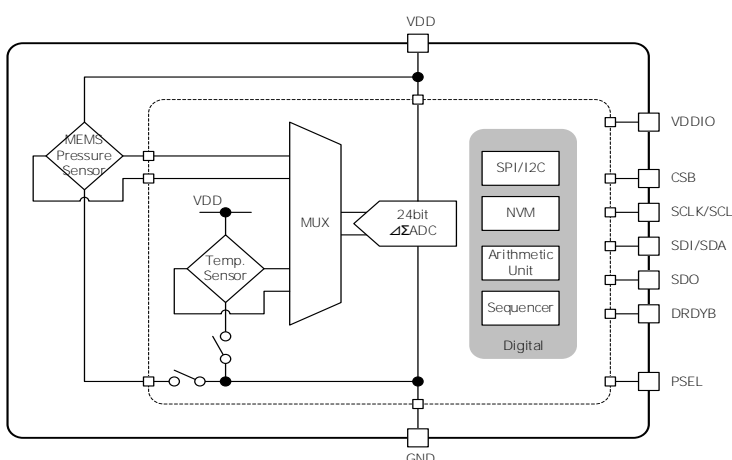 VDD
MEMS
Pressure
Sensor
VDD
Temp.
Sensor
MUX
24bit
⊿ΣADC
SPI/I2C
NVM
Arithmetic
Unit
Sequencer
Digital
VDDIO
CSB
SCLK/SCL
SDI/SDA
SDO
DRDYB
PSEL
GND